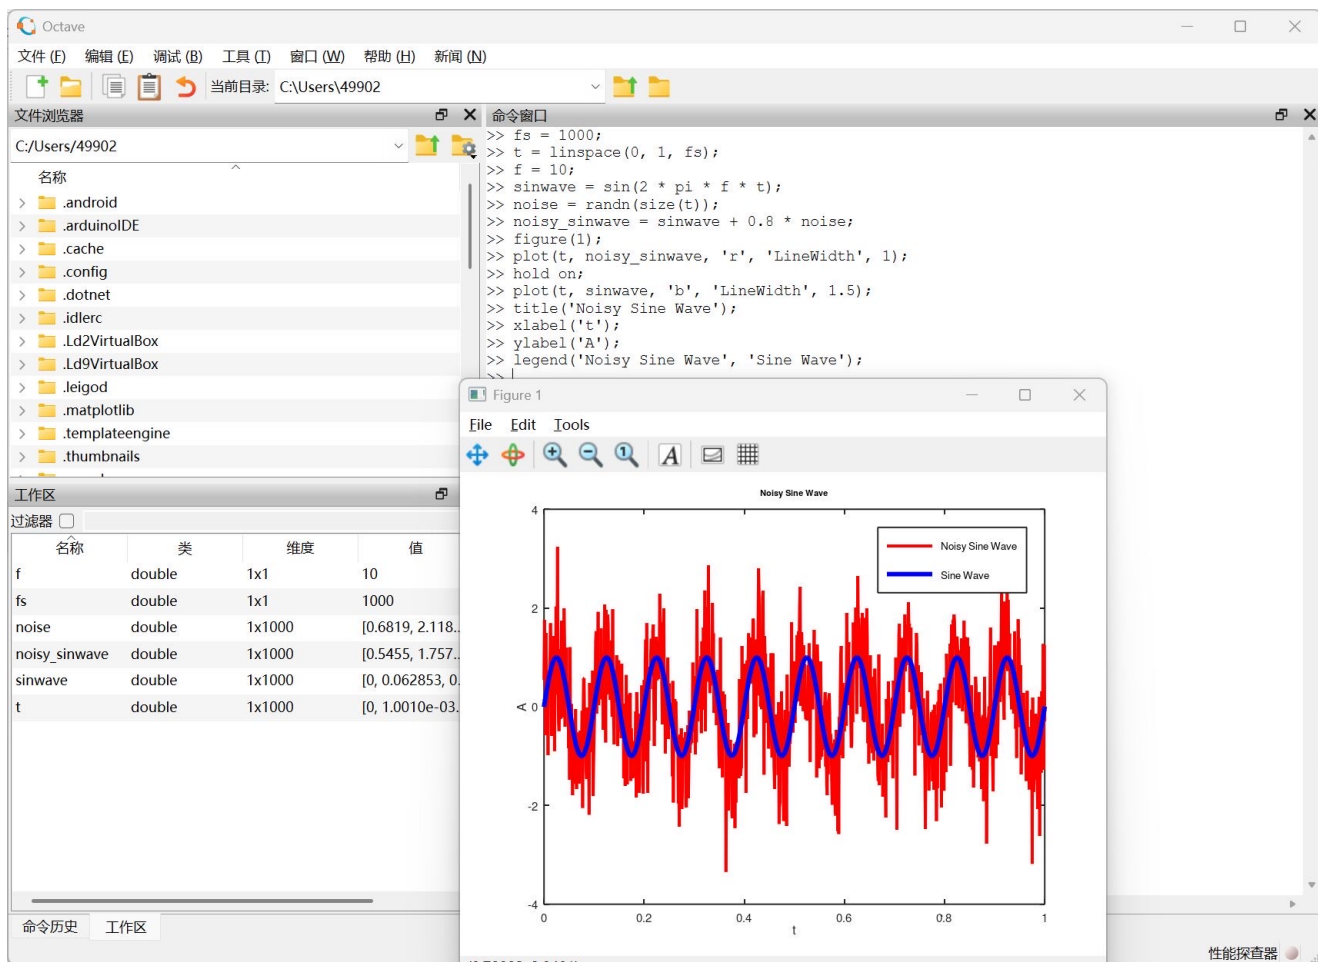 Octave
文件 (F) 编辑 (E) 调试 (B) 工具 (T) 窗口 (W) 帮助 (H) 新闻 (N)
当前目录: C:\Users\49902
文件浏览器
C:/Users/49902
名称
.android
.arduinoIDE
.cache
.config
.dotnet
.idlerc
.Ld2VirtualBox
.Ld9VirtualBox
.leigod
.matplotlib
.templateengine
.thumbnails
命令窗口
>> fs = 1000;
>> t = linspace(0, 1, fs);
>> f = 10;
>> sinwave = sin(2 * pi * f * t);
>> noise = randn(size(t));
>> noisy_sinwave = sinwave + 0.8 * noise;
>> figure(1);
>> plot(t, noisy_sinwave, 'r', 'LineWidth', 1);
>> hold on;
>> plot(t, sinwave, 'b', 'LineWidth', 1.5);
>> title('Noisy Sine Wave');
>> xlabel('t');
>> ylabel('A');
>> legend('Noisy Sine Wave', 'Sine Wave');
>>
工作区
过滤器
名称 类 维度 值
f double 1x1 10
fs double 1x1 1000
noise double 1x1000 [0.6819, 2.118..
noisy_sinwave double 1x1000 [0.5455, 1.757..
sinwave double 1x1000 [0, 0.062853, 0.
t double 1x1000 [0, 1.0010e-03..
命令历史 工作区
Figure 1
File Edit Tools
Noisy Sine Wave
Noisy Sine Wave
Sine Wave
4
2
0
-2
-4
A
0 0.2 0.4 0.6 0.8 1
t
性能探查器